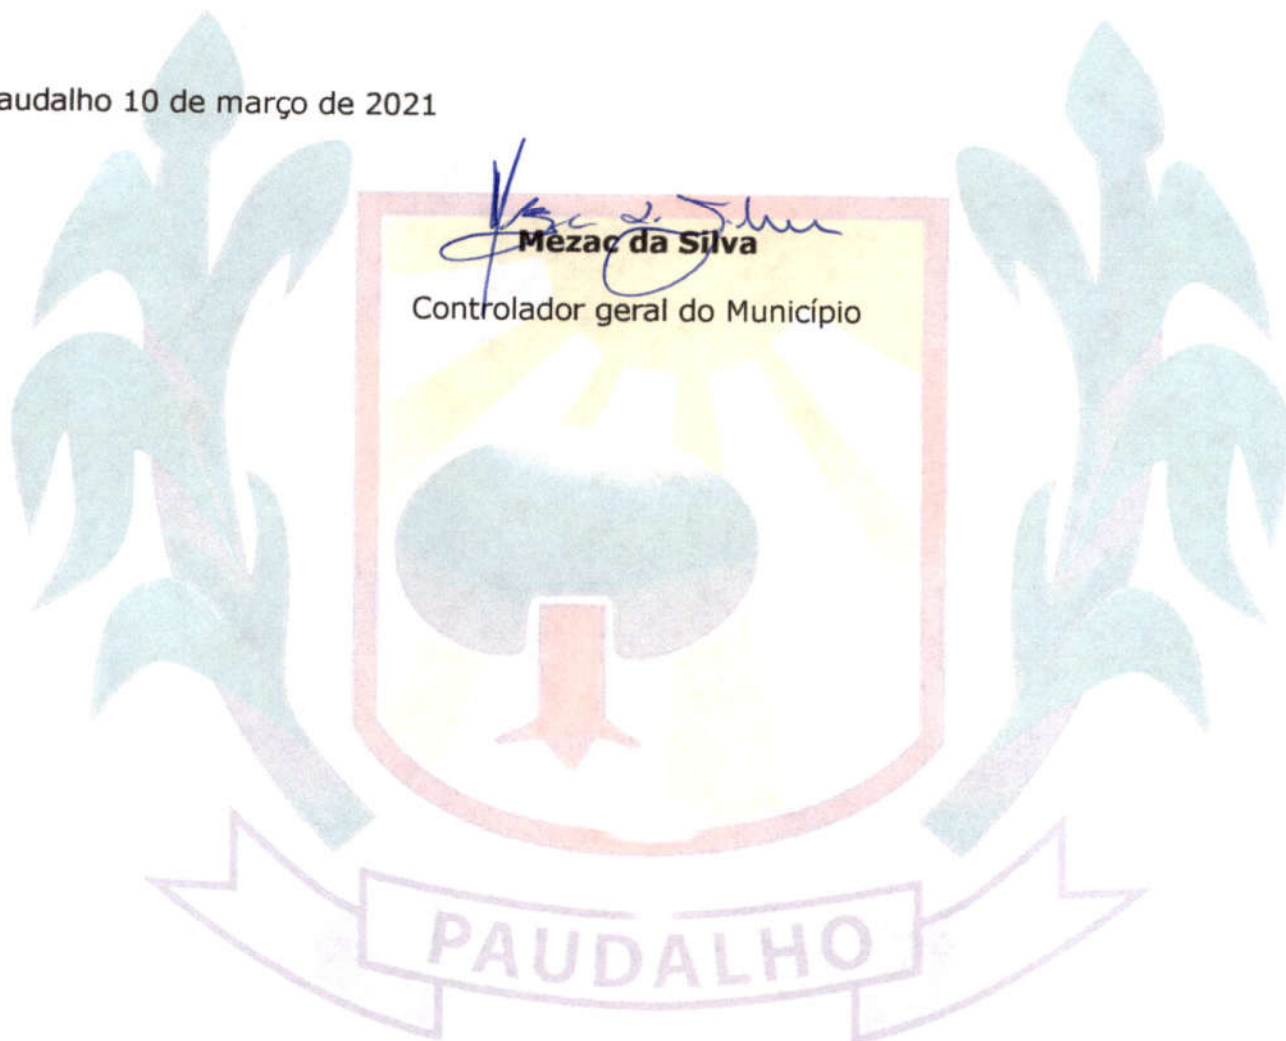 audalho 10 de março de 2021
Mezac da Silva
Controlador geral do Município
PAUDALHO